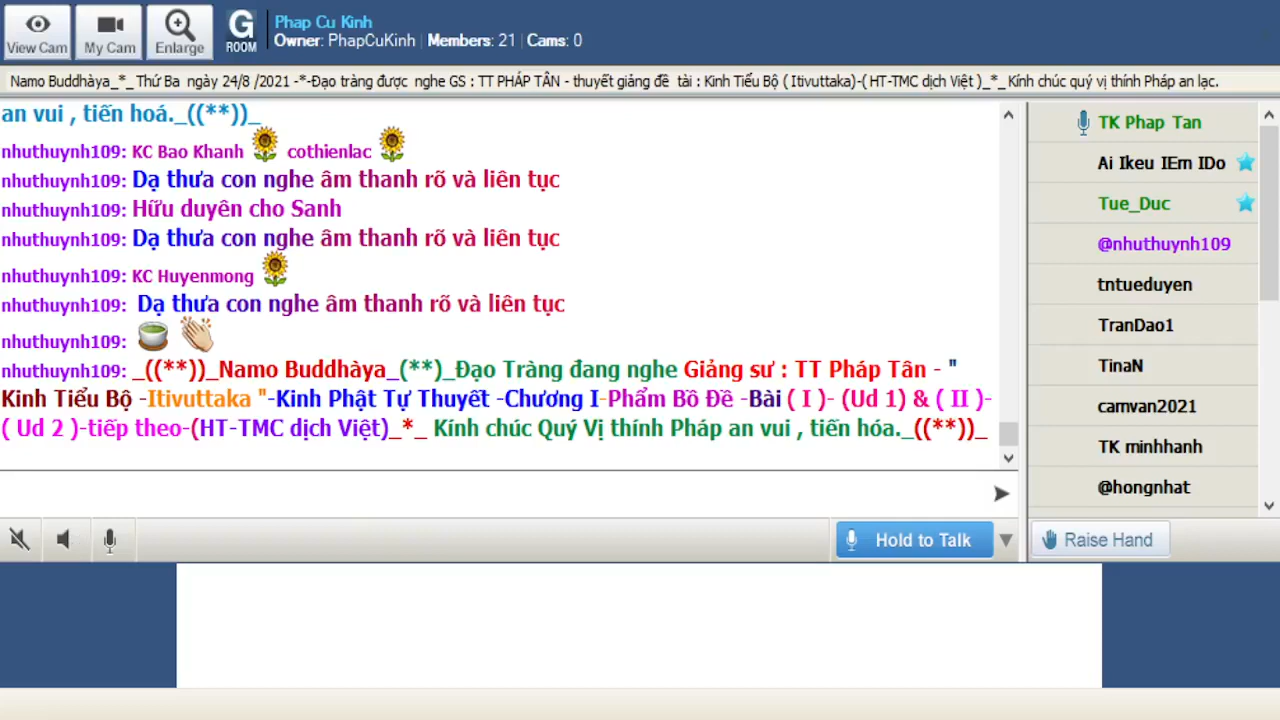 View Cam
My Cam
Enlarge
G ROOM
Phap Cu Kinh
Owner: PhapCuKinh | Members: 21 | Cams: 0
Namo Buddhàya_*_ Thứ Ba ngày 24/8 /2021 -*-Đạo tràng được nghe GS : TT PHÁP TÂN - thuyết giảng đề tài : Kinh Tiểu Bộ ( Itivuttaka)-( HT-TMC dịch Việt )_*_ Kính chúc quý vị thính Pháp an lạc.
an vui , tiến hoá._((**))_
nhuthuynh109: KC Bao Khanh 🌻 cothienlac 🌻
nhuthuynh109: Dạ thưa con nghe âm thanh rõ và liên tục
nhuthuynh109: Hữu duyên cho Sanh
nhuthuynh109: Dạ thưa con nghe âm thanh rõ và liên tục
nhuthuynh109: KC Huyenmong 🌻
nhuthuynh109: Dạ thưa con nghe âm thanh rõ và liên tục
nhuthuynh109: 🍵 👏
nhuthuynh109: _((**))_Namo Buddhàya_(**)_Đạo Tràng đang nghe Giảng sư : TT Pháp Tân - "
Kinh Tiểu Bộ -Itivuttaka "-Kinh Phật Tự Thuyết -Chương I-Phẩm Bồ Đề -Bài ( I )- (Ud 1) & ( II )-
( Ud 2 )-tiếp theo-(HT-TMC dịch Việt)_*_ Kính chúc Quý Vị thính Pháp an vui , tiến hóa._((**))_
TK Phap Tan
Ai Ikeu IEm IDo
Tue_Duc
@nhuthuynh109
tntueduyen
TranDao1
TinaN
camvan2021
TK minhhanh
@hongnhat
Hold to Talk
Raise Hand